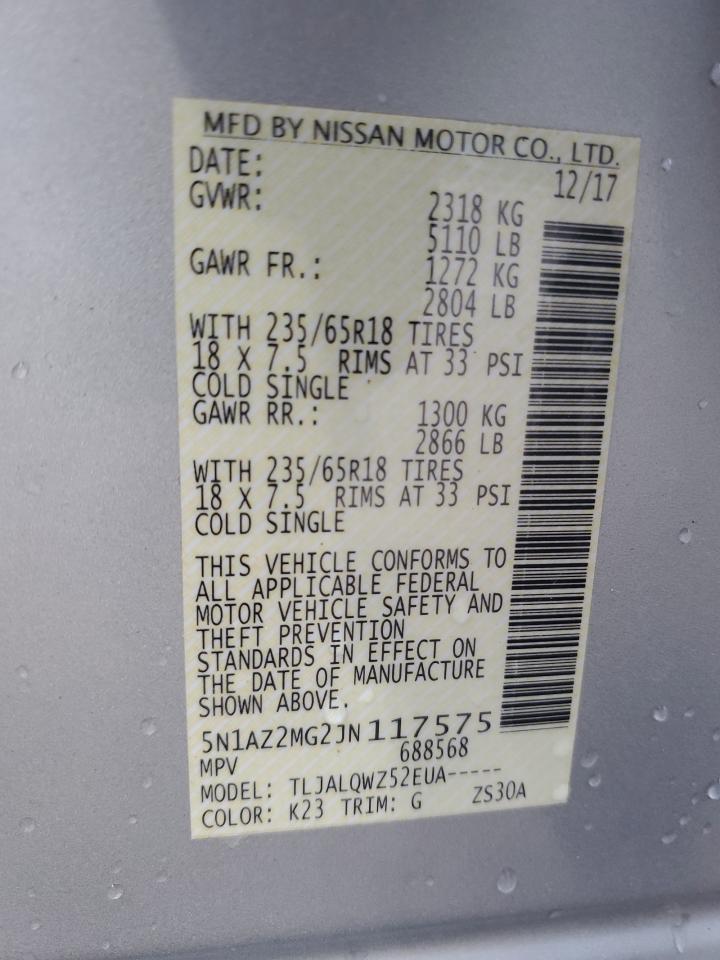 MFD BY NISSAN MOTOR CO., LTD.
DATE: 12/17
GVWR: 2318 KG
5110 LB
GAWR FR.: 1272 KG
2804 LB
WITH 235/65R18 TIRES
18 X 7.5 RIMS AT 33 PSI
COLD SINGLE
GAWR RR.: 1300 KG
2866 LB
WITH 235/65R18 TIRES
18 X 7.5 RIMS AT 33 PSI
COLD SINGLE
THIS VEHICLE CONFORMS TO
ALL APPLICABLE FEDERAL
MOTOR VEHICLE SAFETY AND
THEFT PREVENTION
STANDARDS IN EFFECT ON
THE DATE OF MANUFACTURE
SHOWN ABOVE.
5N1AZ2MG2JN117575
MPV 688568
MODEL: TLJALQWZ52EUA-----
COLOR: K23 TRIM: G ZS30A